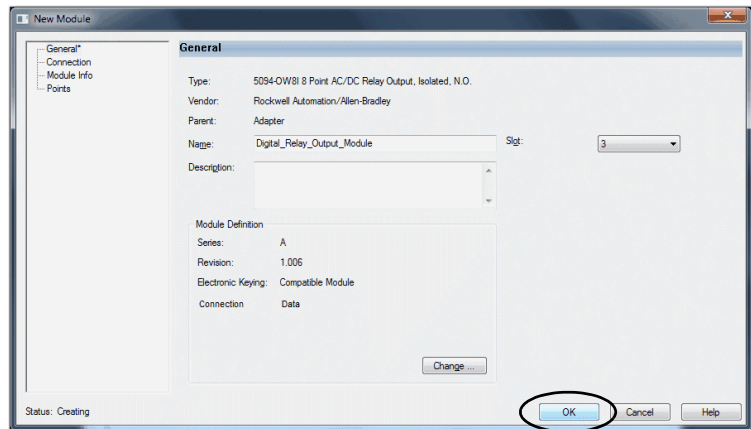 New Module
General*
Connection
Module Info
Points
General
Type: 5094-OW8I 8 Point AC/DC Relay Output, Isolated, N.O.
Vendor: Rockwell Automation/Allen-Bradley
Parent: Adapter
Name: Digital_Relay_Output_Module Slot: 3
Description:
Module Definition
Series: A
Revision: 1.006
Electronic Keying: Compatible Module
Connection Data
Change ...
Status: Creating OK Cancel Help